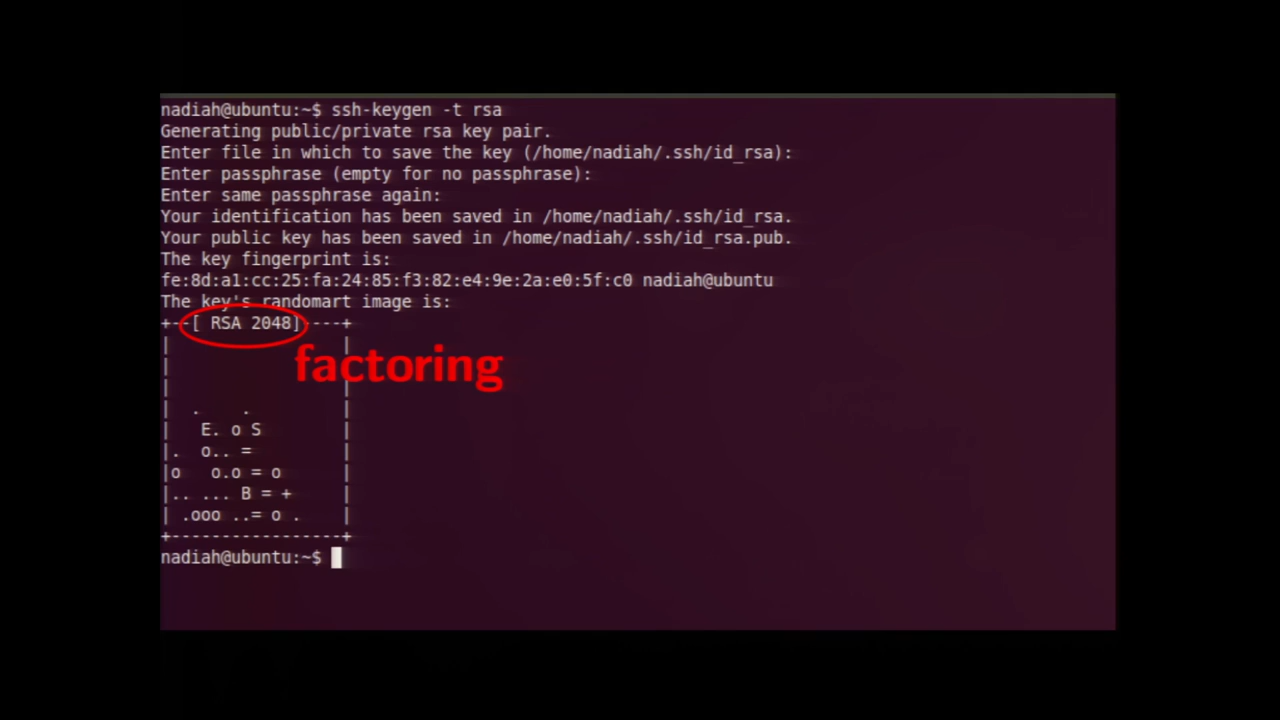 nadiah@ubuntu:~$ ssh-keygen -t rsa
Generating public/private rsa key pair.
Enter file in which to save the key (/home/nadiah/.ssh/id_rsa):
Enter passphrase (empty for no passphrase):
Enter same passphrase again:
Your identification has been saved in /home/nadiah/.ssh/id_rsa.
Your public key has been saved in /home/nadiah/.ssh/id_rsa.pub.
The key fingerprint is:
fe:8d:a1:cc:25:fa:24:85:f3:82:e4:9e:2a:e0:5f:c0 nadiah@ubuntu
The key's randomart image is:
+--[ RSA 2048]----+
|                 |
factoring
|                 |
|                 |
|  .    .         |
|   E. o S        |
|.  o.. =         |
|o   o.o = o      |
|.. ... B = +     |
| .ooo ..= o .    |
+-----------------+
nadiah@ubuntu:~$